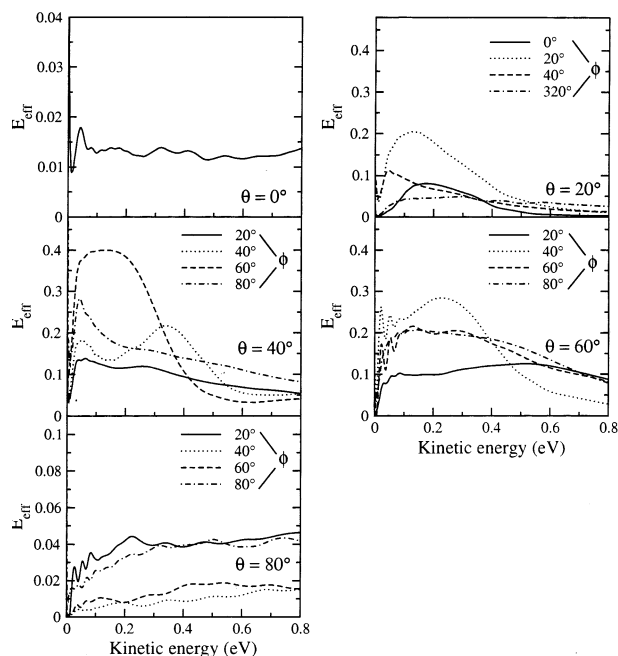 0.04
0.03
0.02
0.01
0
E_eff
θ = 0°
0.4
0.3
0.2
0.1
0
E_eff
0°
20°
40°
320°
ϕ
θ = 20°
0.4
0.3
0.2
0.1
0
E_eff
20°
40°
60°
80°
ϕ
θ = 40°
0.4
0.3
0.2
0.1
0
E_eff
20°
40°
60°
80°
ϕ
θ = 60°
0 0.2 0.4 0.6 0.8
Kinetic energy (eV)
0.1
0.08
0.06
0.04
0.02
0
E_eff
20°
40°
60°
80°
ϕ
θ = 80°
0 0.2 0.4 0.6 0.8
Kinetic energy (eV)